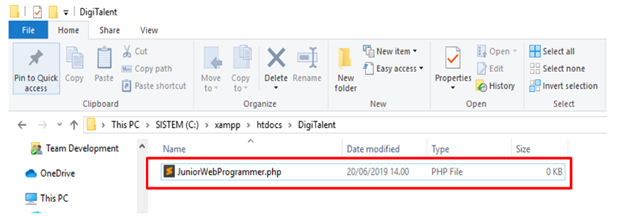 DigiTalent
File Home Share View
Pin to Quick access
Copy
Paste
Cut
Copy path
Paste shortcut
Clipboard
Move to
Copy to
Delete
Rename
Organize
New folder
New item
Easy access
New
Properties
Open
Edit
History
Open
Select all
Select none
Invert selection
Select
This PC > SISTEM (C:) > xampp > htdocs > DigiTalent
Team Development
OneDrive
This PC
Name Date modified Type Size
JuniorWebProgrammer.php 20/06/2019 14.00 PHP File 0 KB